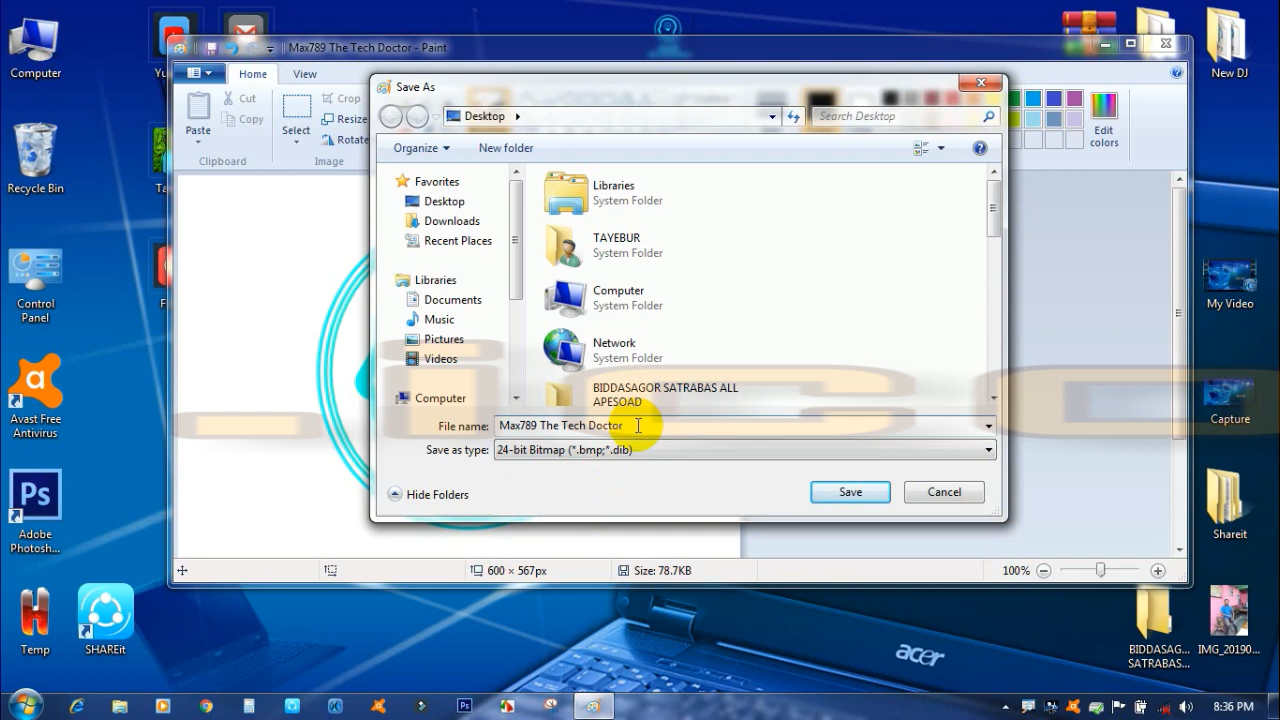 Computer
Yu
Max789 The Tech Doctor - Paint
New DJ
Home
View
Save As
Cut
Copy
Paste
Clipboard
Select
Crop
Resize
Rotate
Image
Edit
colors
Desktop
Search Desktop
Organize
New folder
Favorites
Desktop
Downloads
Recent Places
Libraries
Documents
Music
Pictures
Videos
Computer
Libraries
System Folder
TAYEBUR
System Folder
Computer
System Folder
Network
System Folder
BIDDASAGOR SATRABAS ALL
APESOAD
File name: Max789 The Tech Doctor
Save as type: 24-bit Bitmap (*.bmp;*.dib)
Hide Folders
Save
Cancel
600 × 567px
Size: 78.7KB
100%
Recycle Bin
Ta
Control
Panel
Avast Free
Antivirus
Ps
Adobe
Photosh...
Temp
SHAREit
My Video
Capture
Shareit
BIDDASAG...
SATRABAS...
IMG_20190...
acer
Ps
8:36 PM